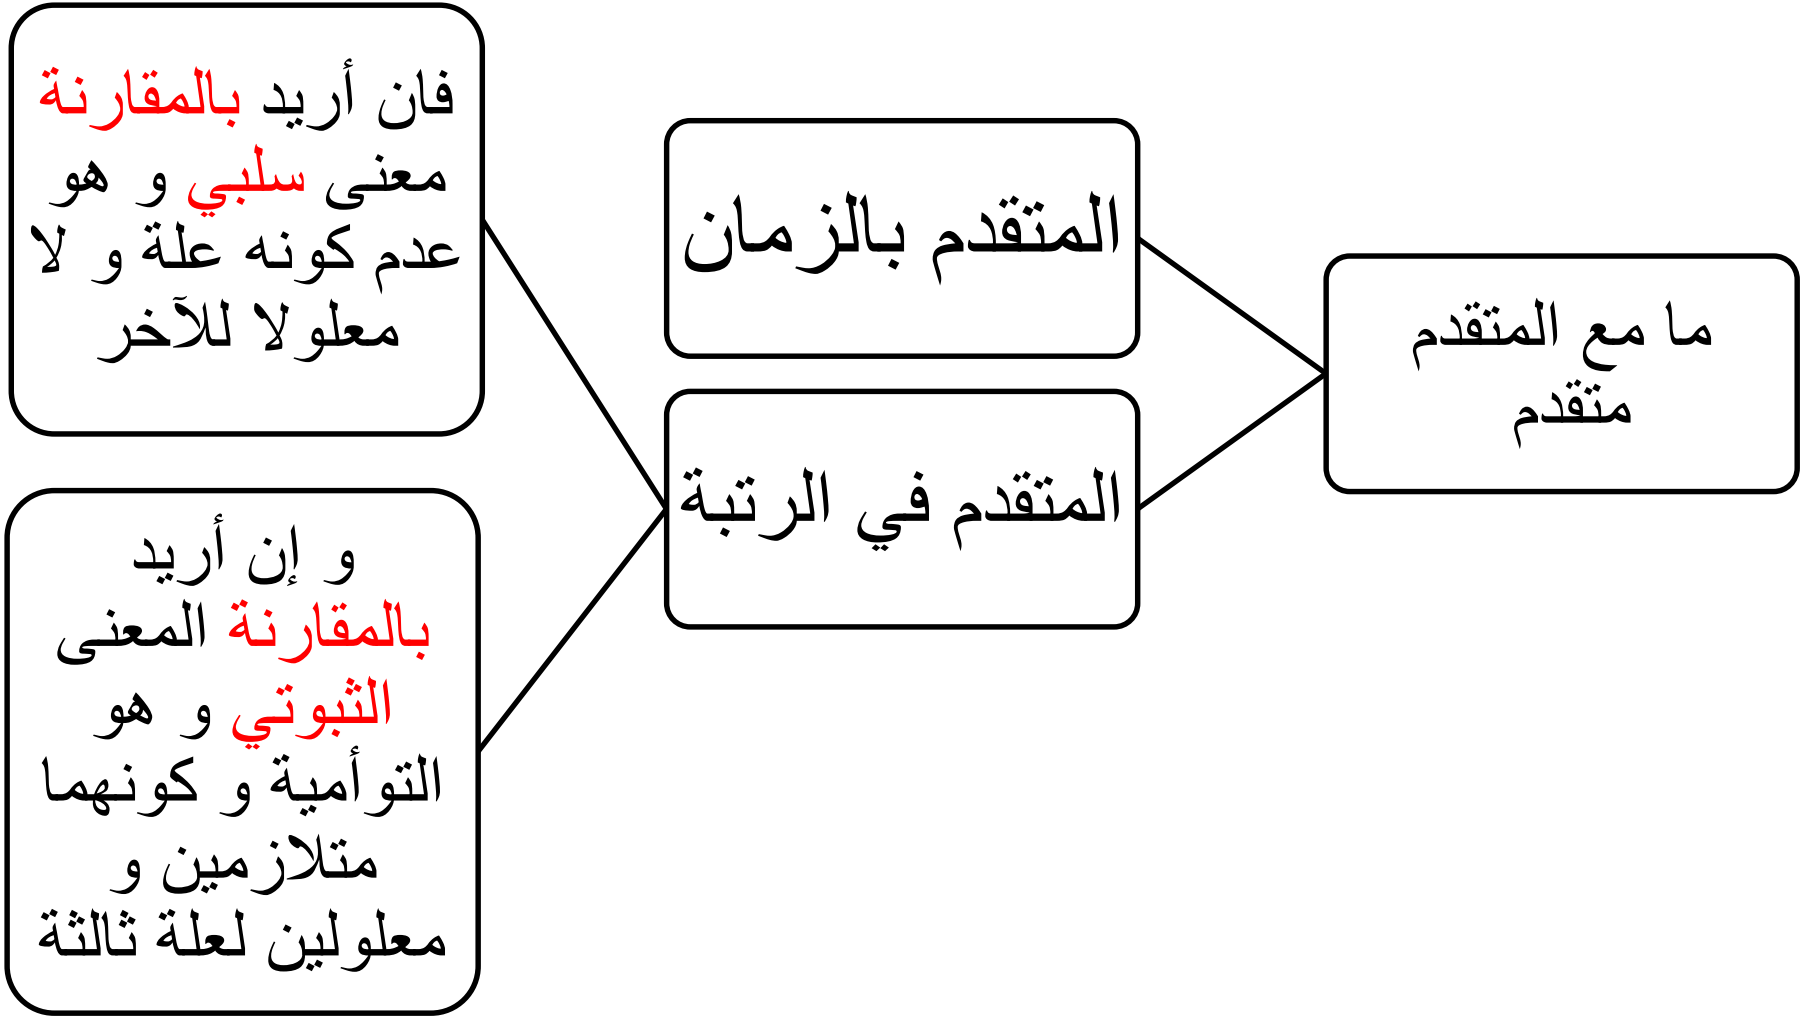 ما مع المتقدم
متقدم
المتقدم بالزمان
المتقدم في الرتبة
فان أريد بالمقارنة
معنى سلبي و هو
عدم كونه علة و لا
معلولا للآخر
و إن أريد
بالمقارنة المعنى
الثبوتي و هو
التوأمية و كونهما
متلازمين و
معلولين لعلة ثالثة